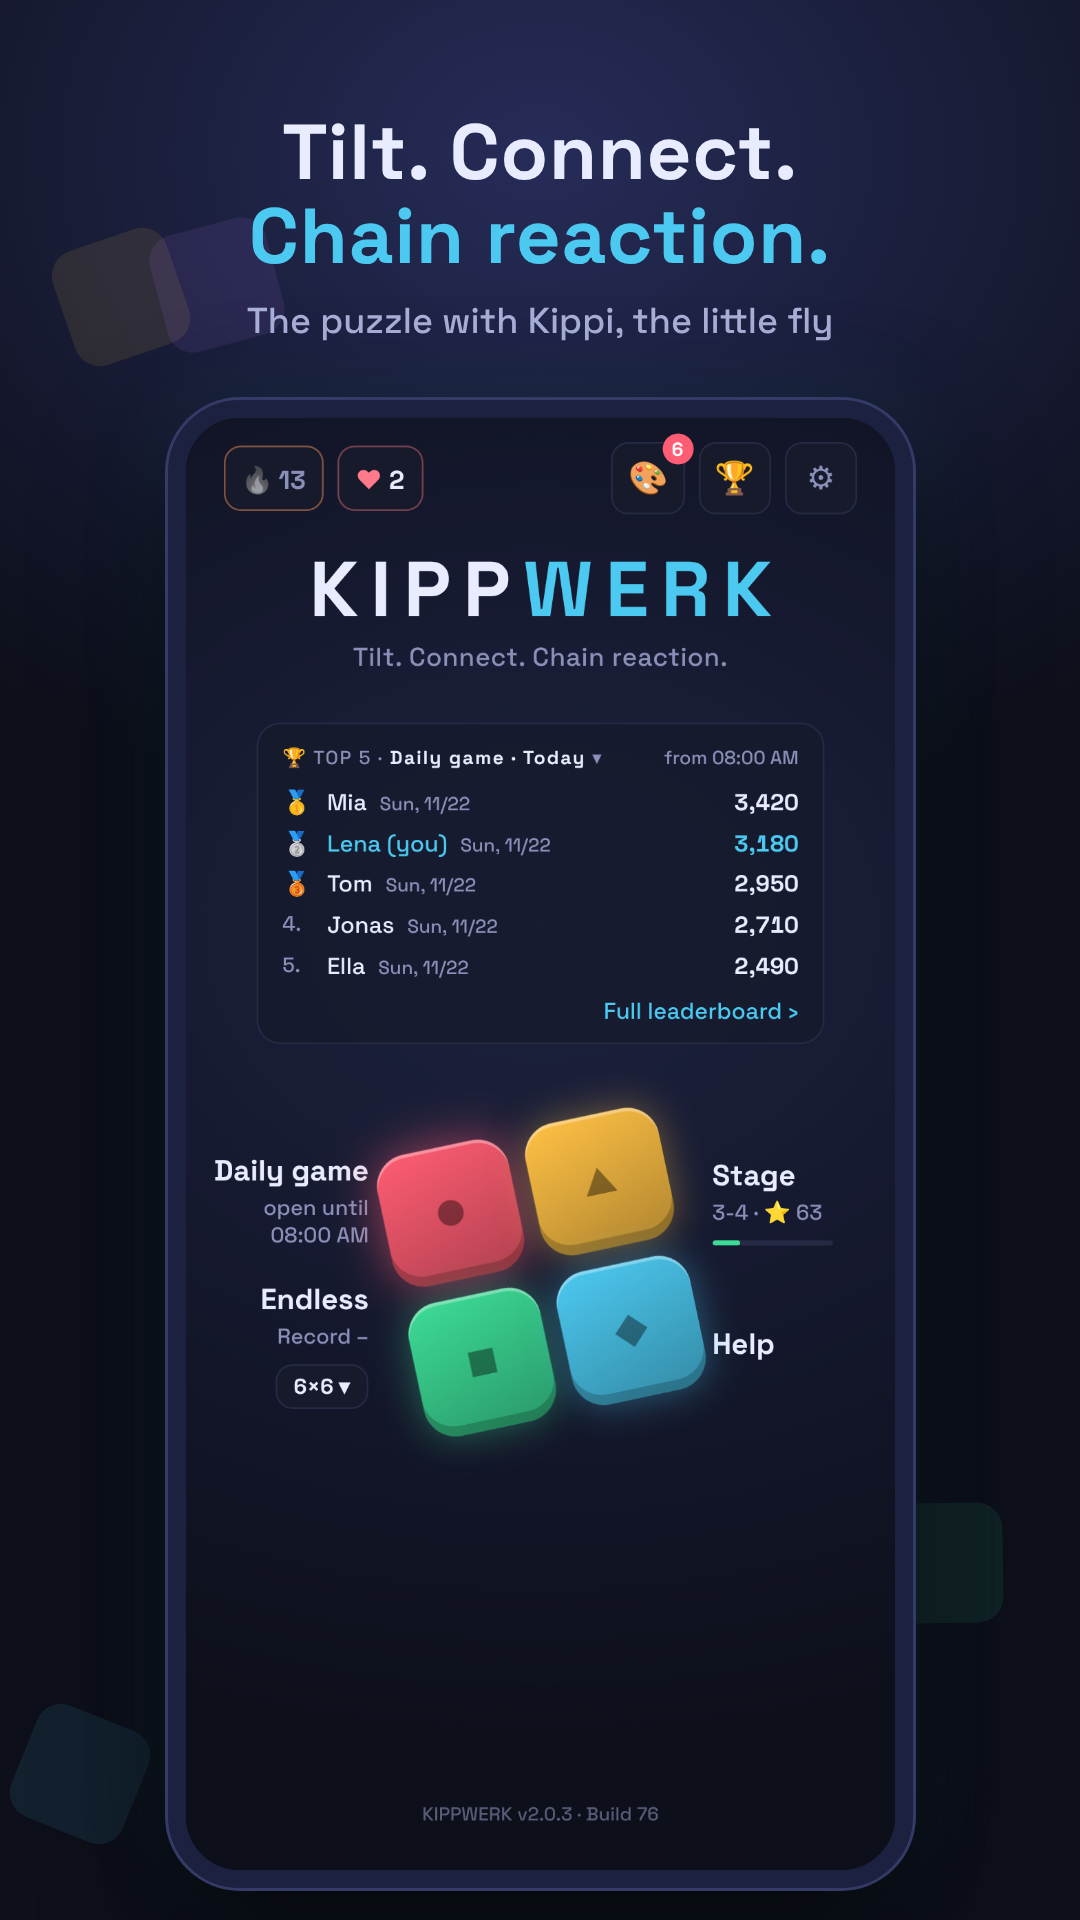 Tilt. Connect.
Chain reaction.
The puzzle with Kippi, the little fly
13
2
6
KIPPWERK
Tilt. Connect. Chain reaction.
TOP 5 · Daily game · Today ▾ from 08:00 AM
Mia Sun, 11/22 3,420
Lena (you) Sun, 11/22 3,180
Tom Sun, 11/22 2,950
4. Jonas Sun, 11/22 2,710
5. Ella Sun, 11/22 2,490
Full leaderboard >
Daily game
open until
08:00 AM
Stage
3-4 · ⭐ 63
Endless
Record –
6×6 ▾
Help
KIPPWERK v2.0.3 · Build 76